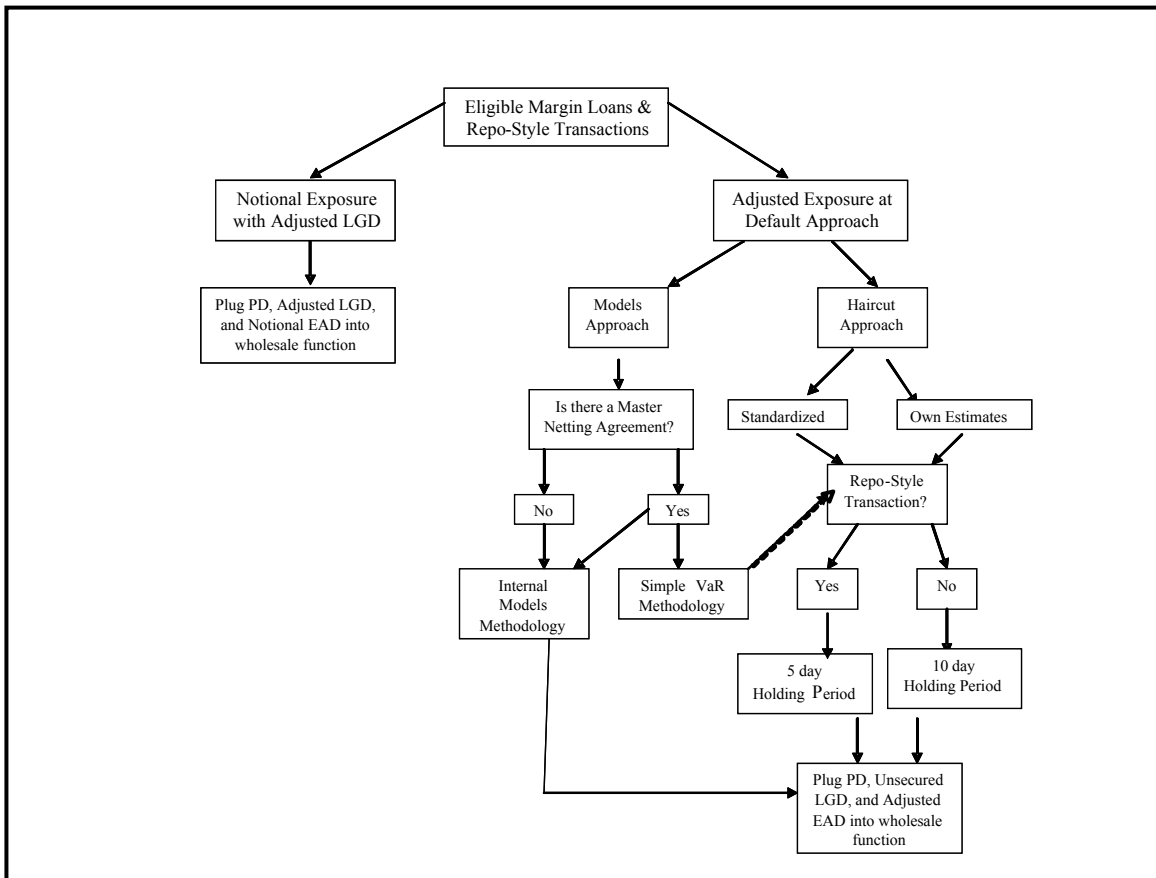 Eligible Margin Loans &
Repo-Style Transactions
Notional Exposure
with Adjusted LGD
Adjusted Exposure at
Default Approach
Plug PD, Adjusted LGD,
and Notional EAD into
wholesale function
Models
Approach
Haircut
Approach
Is there a Master
Netting Agreement?
Standardized
Own Estimates
Repo-Style
Transaction?
No
Yes
Internal
Models
Methodology
Simple VaR
Methodology
Yes
No
5 day
Holding Period
10 day
Holding Period
Plug PD, Unsecured
LGD, and Adjusted
EAD into wholesale
function